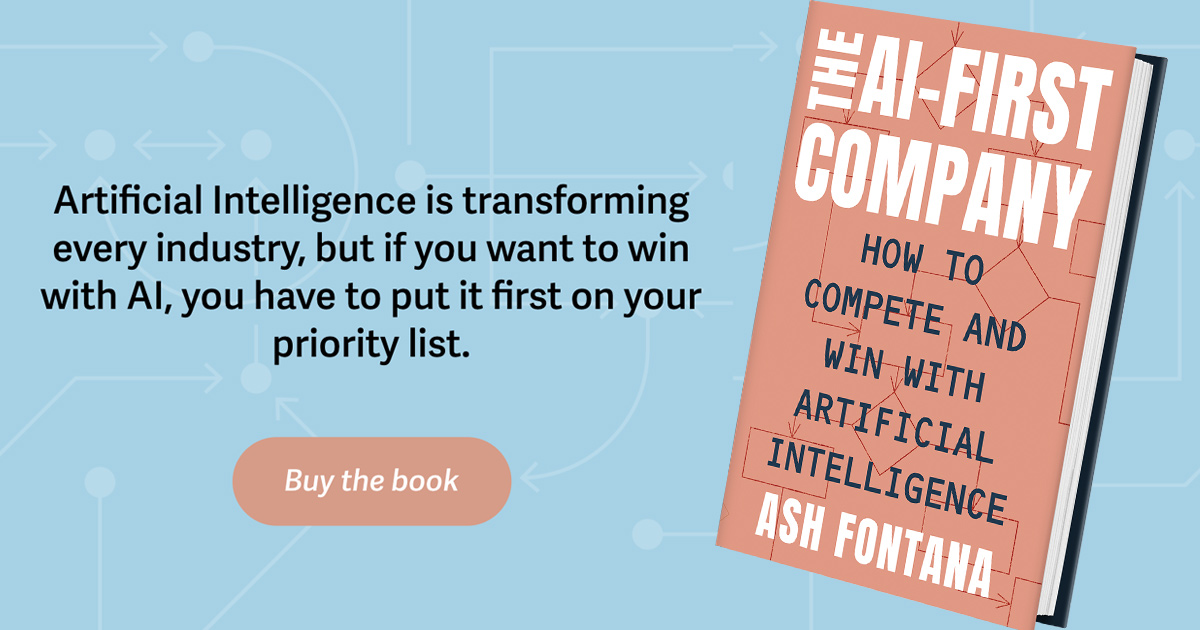 Artificial Intelligence is transforming
every industry, but if you want to win
with AI, you have to put it first on your
priority list.
Buy the book
THE AI-FIRST
COMPANY
HOW TO
COMPETE AND
WIN WITH
ARTIFICIAL
INTELLIGENCE
ASH FONTANA